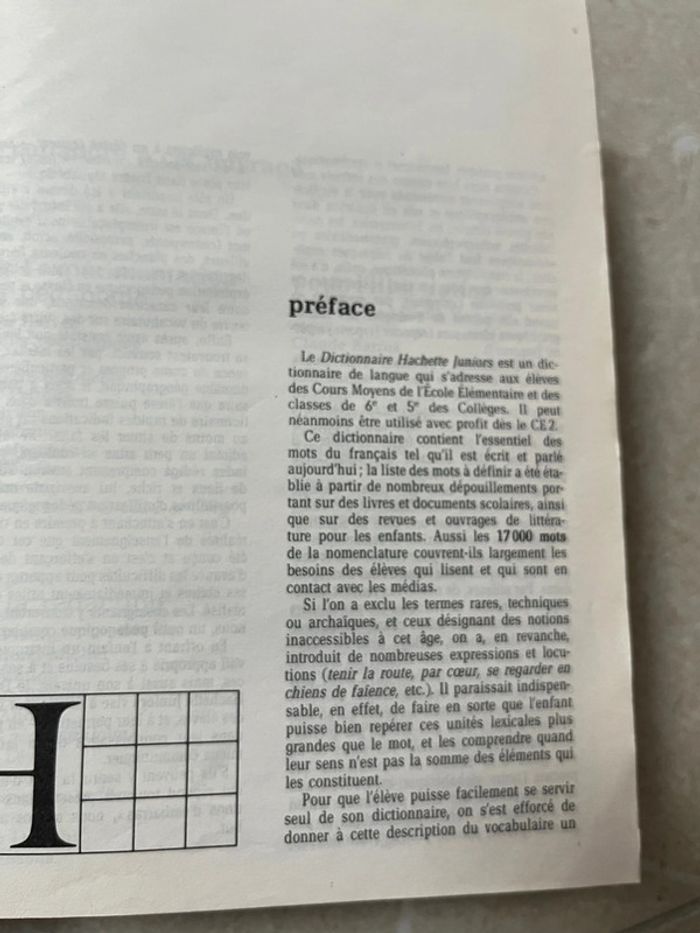 préface
Le Dictionnaire Hachette Juniors est un dic-
tionnaire de langue qui s'adresse aux élèves
des Cours Moyens de l'École Élémentaire et des
classes de 6e et 5e des Collèges. Il peut
néanmoins être utilisé avec profit dès le CE2.
Ce dictionnaire contient l'essentiel des
mots du français tel qu'il est écrit et parlé
aujourd'hui ; la liste des mots à définir a été éta-
blie à partir de nombreux dépouillements por-
tant sur des livres et documents scolaires, ainsi
que sur des revues et ouvrages de littéra-
ture pour les enfants. Aussi les 17 000 mots
de la nomenclature couvrent-ils largement les
besoins des élèves qui lisent et qui sont en
contact avec les médias.
Si l'on a exclu les termes rares, techniques
ou archaïques, et ceux désignant des notions
inaccessibles à cet âge, on a, en revanche,
introduit de nombreuses expressions et locu-
tions (tenir la route, par cœur, se regarder en
chiens de faïence, etc.). Il paraissait indispen-
sable, en effet, de faire en sorte que l'enfant
puisse bien repérer ces unités lexicales plus
grandes que le mot, et les comprendre quand
leur sens n'est pas la somme des éléments qui
les constituent.
Pour que l'élève puisse facilement se servir
seul de son dictionnaire, on s'est efforcé de
donner à cette description du vocabulaire un
H